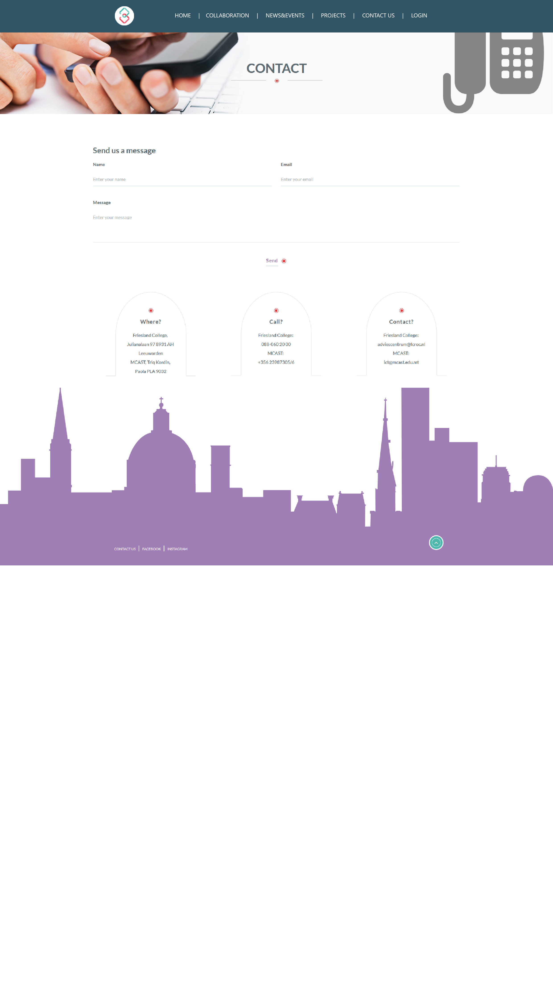 HOME | COLLABORATION | NEWS&EVENTS | PROJECTS | CONTACT US | LOGIN
CONTACT
Send us a message
Name
Email
Enter your name
Enter your email
Message
Enter your message
Send
Where?
Friesland College,
Julianalaan 97 8931 AH
Leeuwarden
MCAST, Triq Kordin,
Paola PLA 9032
Call?
Friesland College:
088-060 20 00
MCAST:
+356 23987305/6
Contact?
Friesland College:
adviescentrum@fcroc.nl
MCAST:
ict@mcast.edu.mt
CONTACT US | FACEBOOK | INSTAGRAM